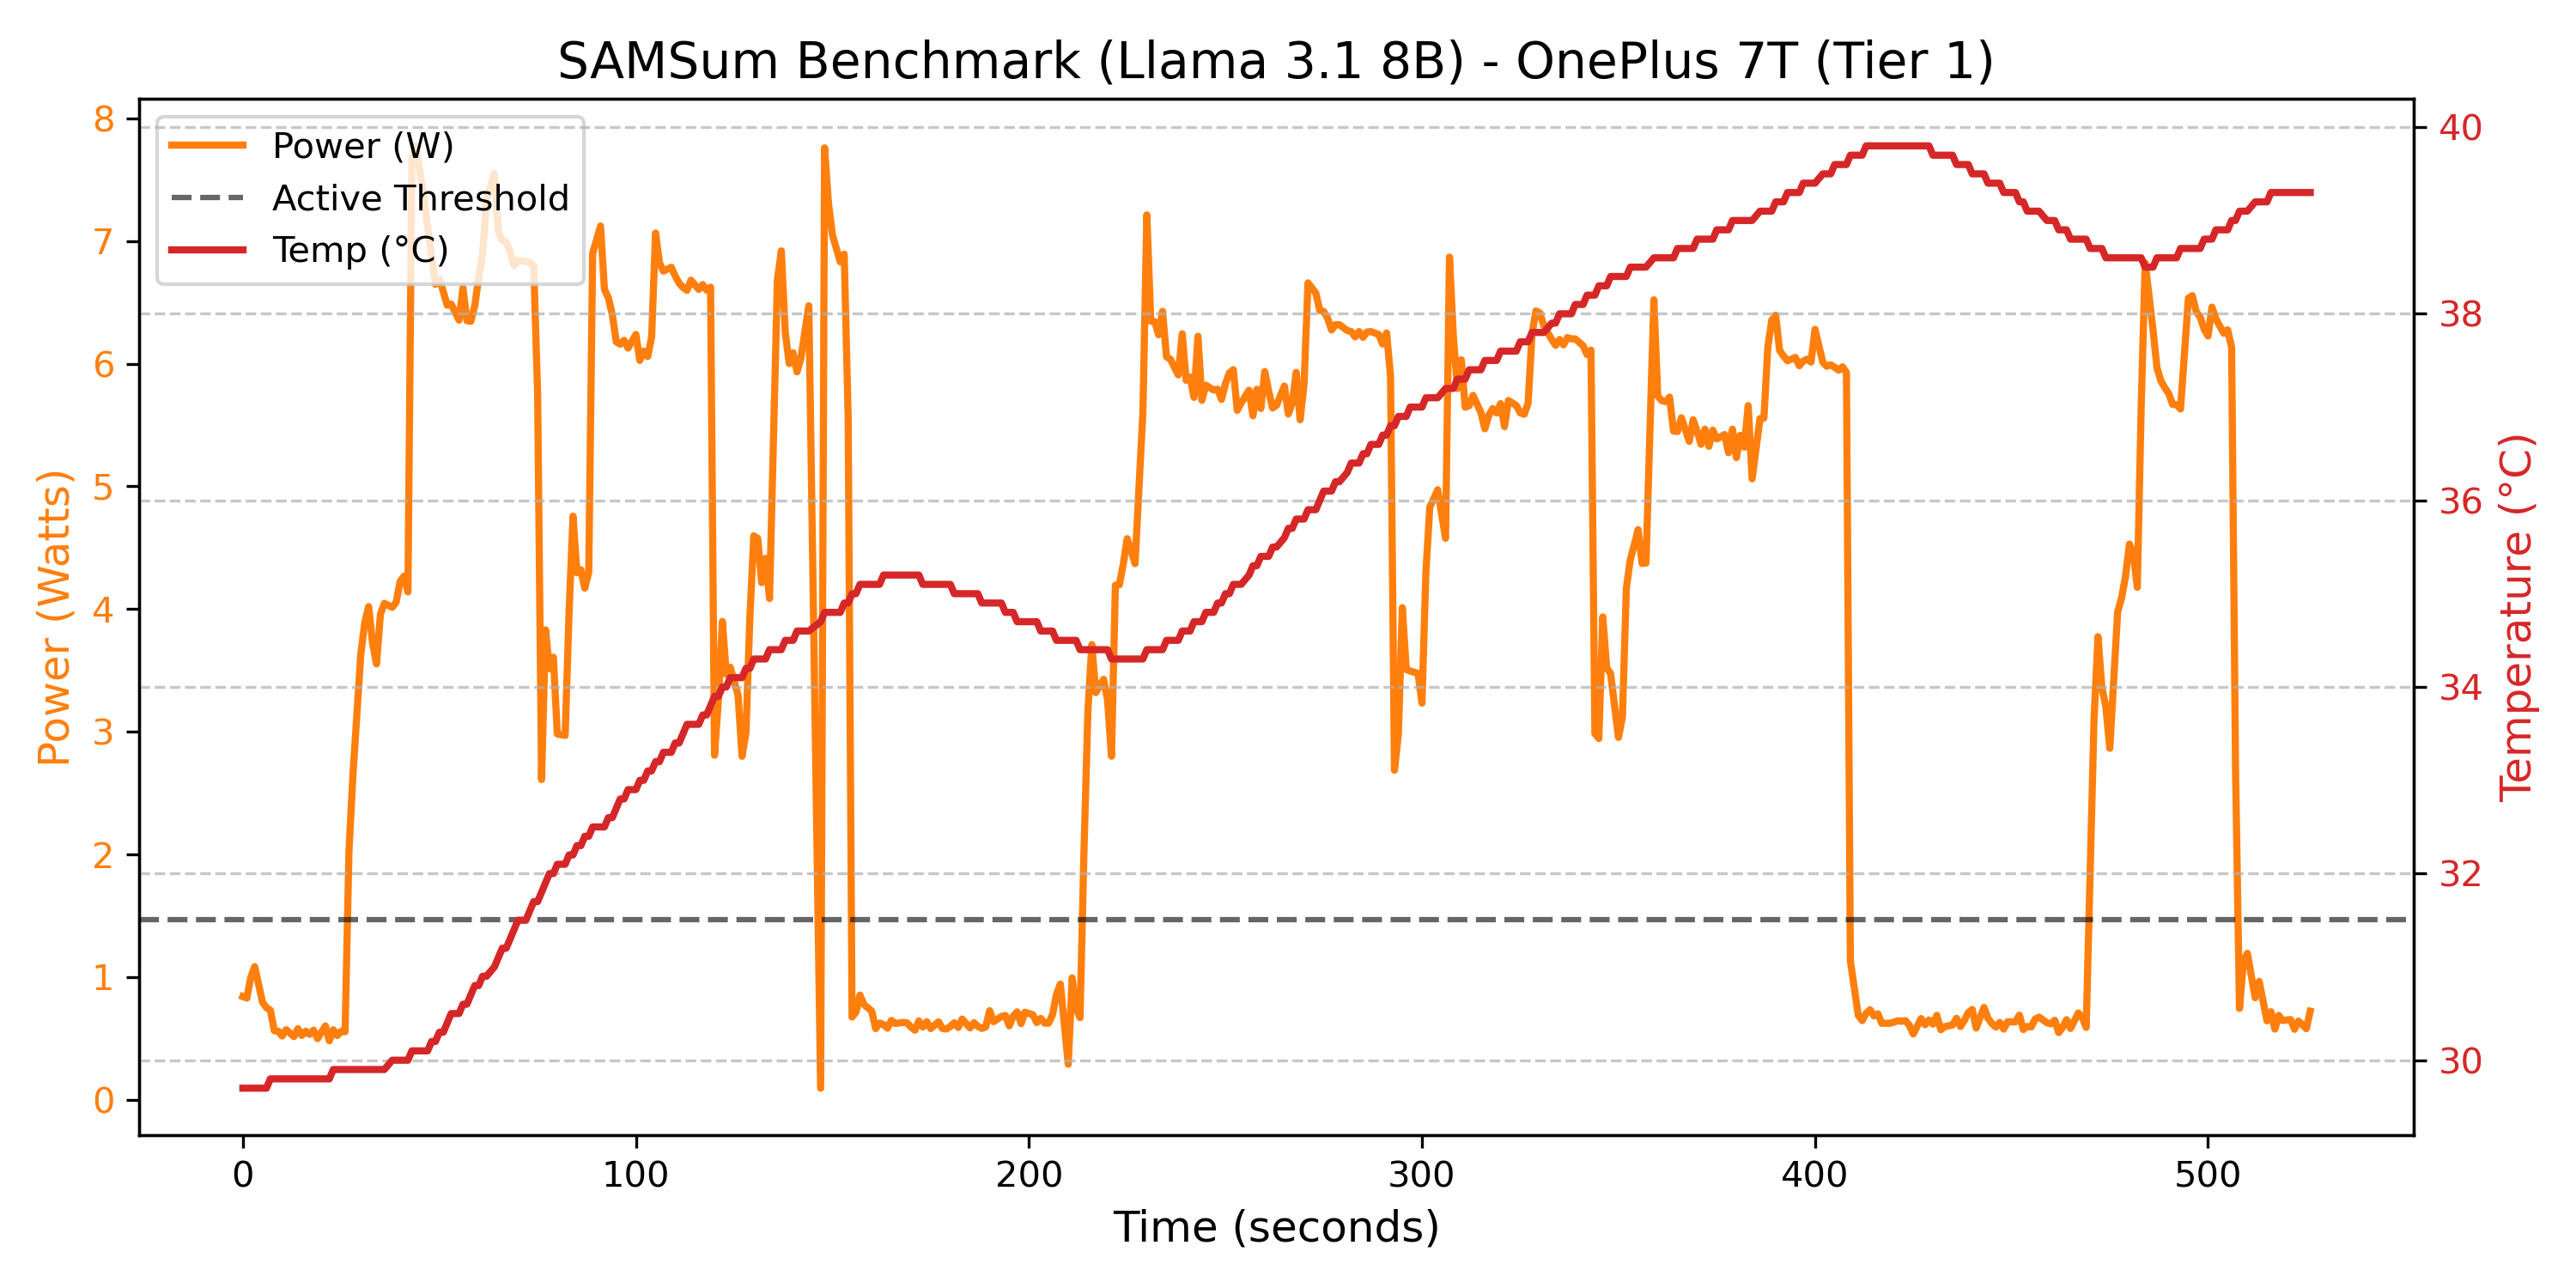 SAMSum Benchmark (Llama 3.1 8B) - OnePlus 7T (Tier 1)
Power (W)
Active Threshold
Temp (°C)
Power (Watts)
8
7
6
5
4
3
2
1
0
Temperature (°C)
40
38
36
34
32
30
0 100 200 300 400 500
Time (seconds)